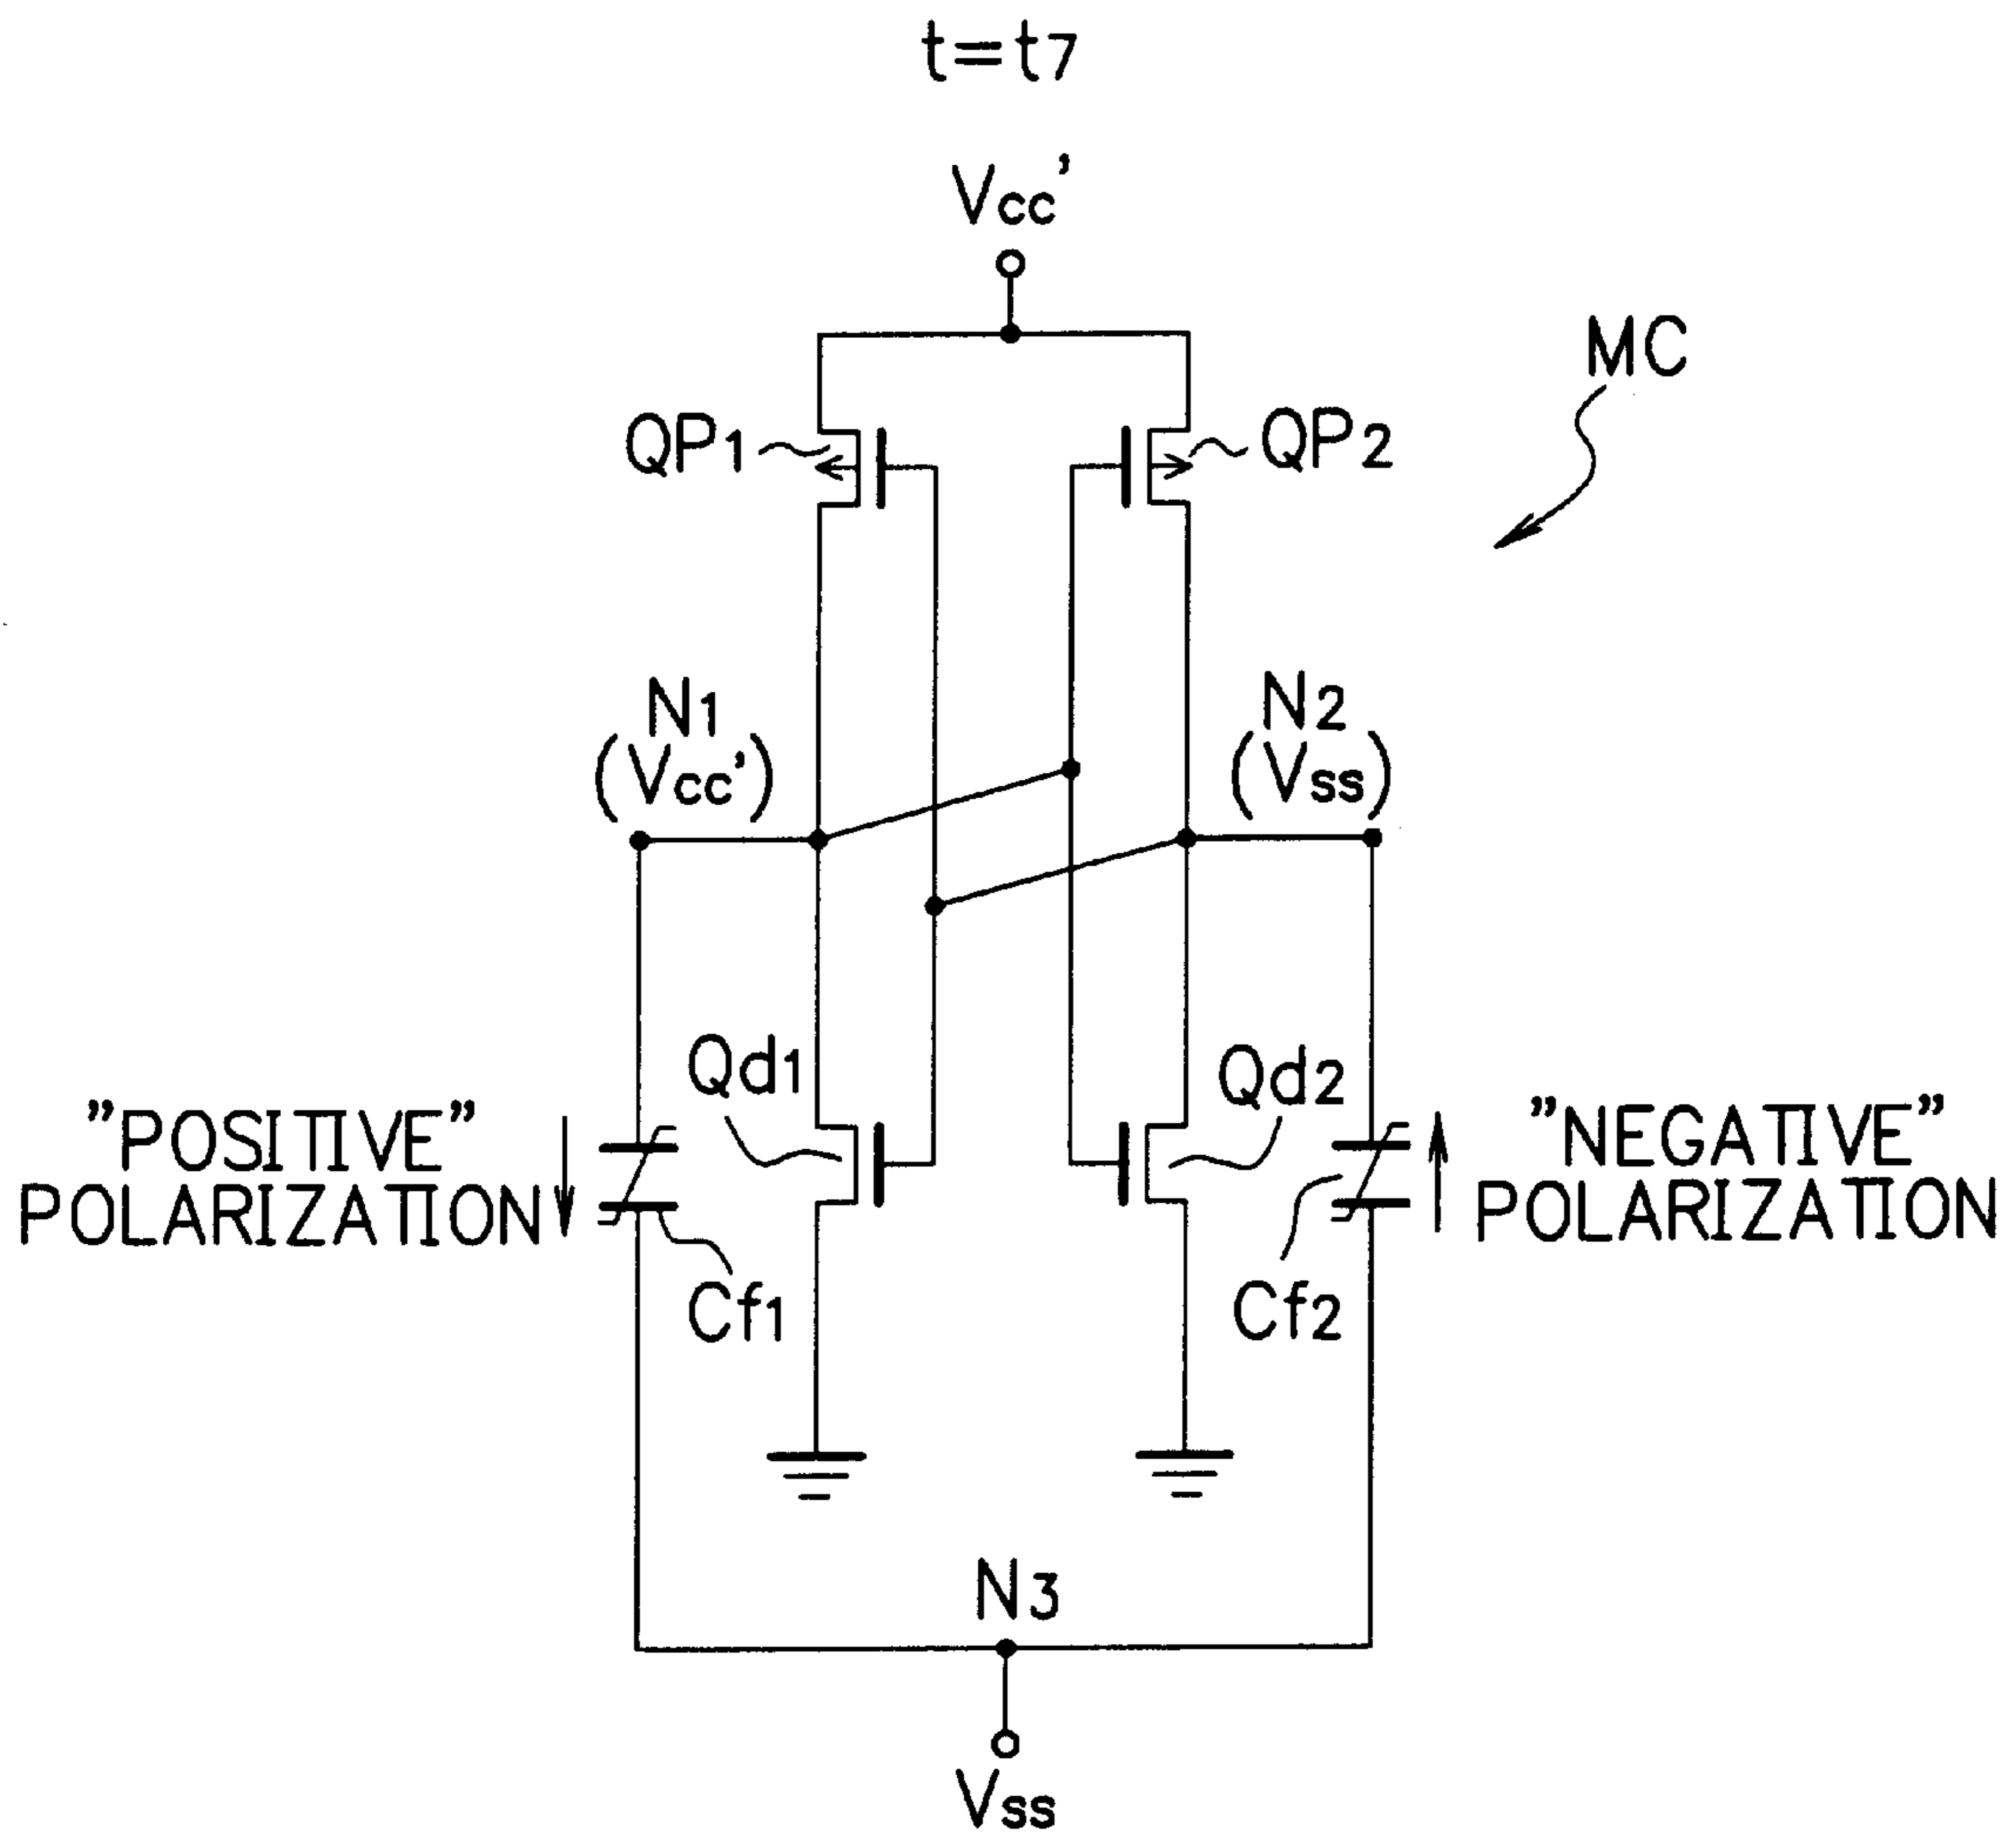 t=t7
Vcc'
MC
QP1
QP2
N1
(Vcc')
N2
(Vss)
Qd1
Qd2
"POSITIVE"
POLARIZATION
"NEGATIVE"
POLARIZATION
Cf1
Cf2
N3
Vss